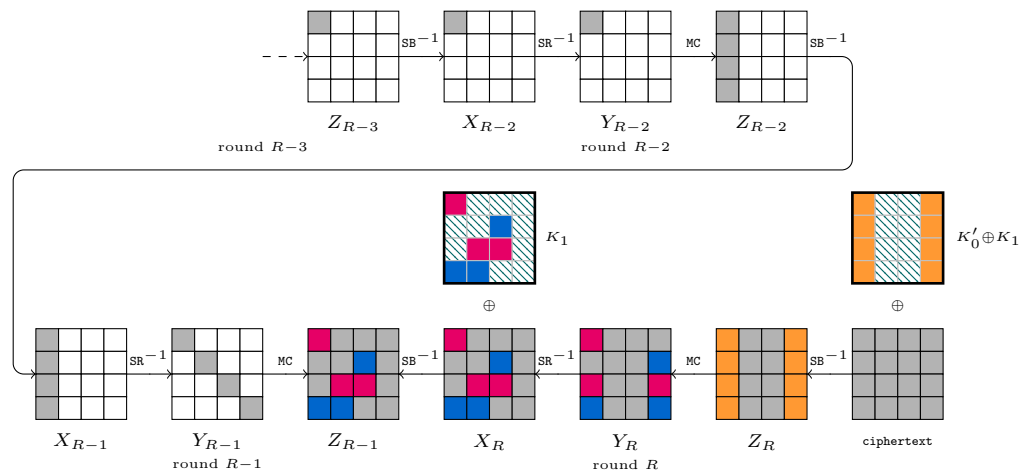 SB⁻¹ SR⁻¹ MC SB⁻¹
Z_{R−3} X_{R−2} Y_{R−2} Z_{R−2}
round R−3 round R−2
K_1 K′_0⊕K_1
⊕ ⊕
SR⁻¹ MC SB⁻¹ SR⁻¹ MC SB⁻¹
X_{R−1} Y_{R−1} Z_{R−1} X_R Y_R Z_R ciphertext
round R−1 round R